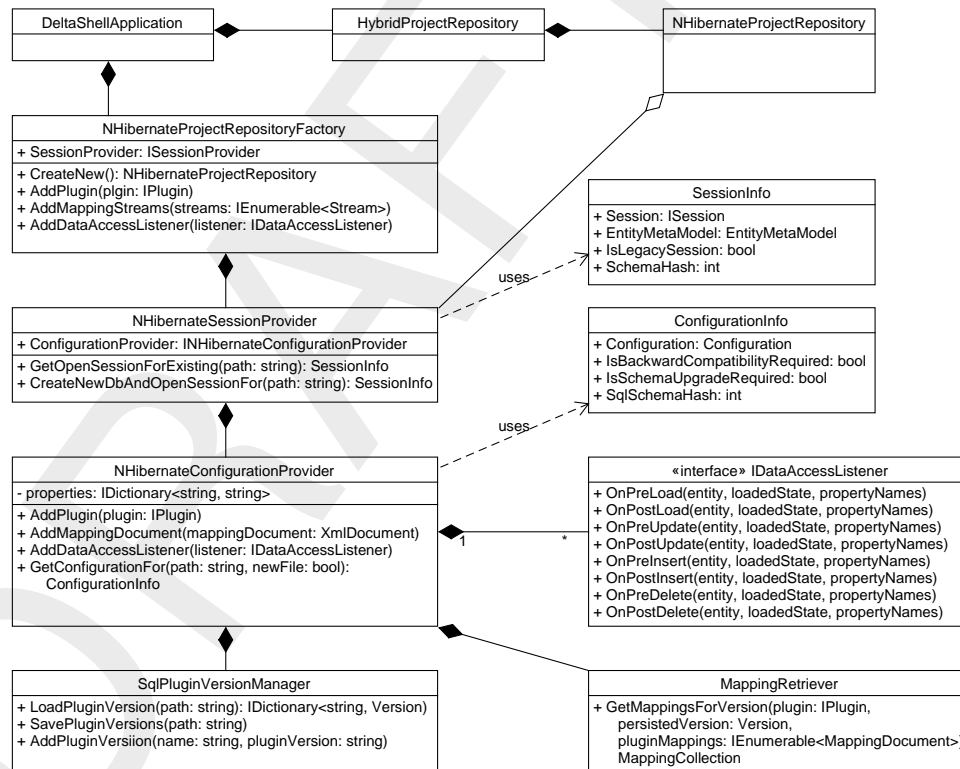 DeltaShellApplication
HybridProjectRepository
NHibernateProjectRepository
NHibernateProjectRepositoryFactory
+ SessionProvider: ISessionProvider
+ CreateNew(): NHibernateProjectRepository
+ AddPlugin(plgin: IPlugin)
+ AddMappingStreams(streams: IEnumerable<Stream>)
+ AddDataAccessListener(listener: IDataAccessListener)
SessionInfo
+ Session: ISession
+ EntityMetaModel: EntityMetaModel
+ IsLegacySession: bool
+ SchemaHash: int
uses
NHibernateSessionProvider
+ ConfigurationProvider: INHibernateConfigurationProvider
+ GetOpenSessionForExisting(path: string): SessionInfo
+ CreateNewDbAndOpenSessionFor(path: string): SessionInfo
ConfigurationInfo
+ Configuration: Configuration
+ IsBackwardCompatibilityRequired: bool
+ IsSchemaUpgradeRequired: bool
+ SqlSchemaHash: int
uses
NHibernateConfigurationProvider
- properties: IDictionary<string, string>
+ AddPlugin(plugin: IPlugin)
+ AddMappingDocument(mappingDocument: XmlDocument)
+ AddDataAccessListener(listener: IDataAccessListener)
+ GetConfigurationFor(path: string, newFile: bool):
ConfigurationInfo
1
*
«interface» IDataAccessListener
+ OnPreLoad(entity, loadedState, propertyNames)
+ OnPostLoad(entity, loadedState, propertyNames)
+ OnPreUpdate(entity, loadedState, propertyNames)
+ OnPostUpdate(entity, loadedState, propertyNames)
+ OnPreInsert(entity, loadedState, propertyNames)
+ OnPostInsert(entity, loadedState, propertyNames)
+ OnPreDelete(entity, loadedState, propertyNames)
+ OnPostDelete(entity, loadedState, propertyNames)
SqlPluginVersionManager
+ LoadPluginVersion(path: string): IDictionary<string, Version)
+ SavePluginVersions(path: string)
+ AddPluginVersiion(name: string, pluginVersion: string)
MappingRetriever
+ GetMappingsForVersion(plugin: IPlugin,
persistedVersion: Version,
pluginMappings: IEnumerable<MappingDocument>)
MappingCollection
DRAFT